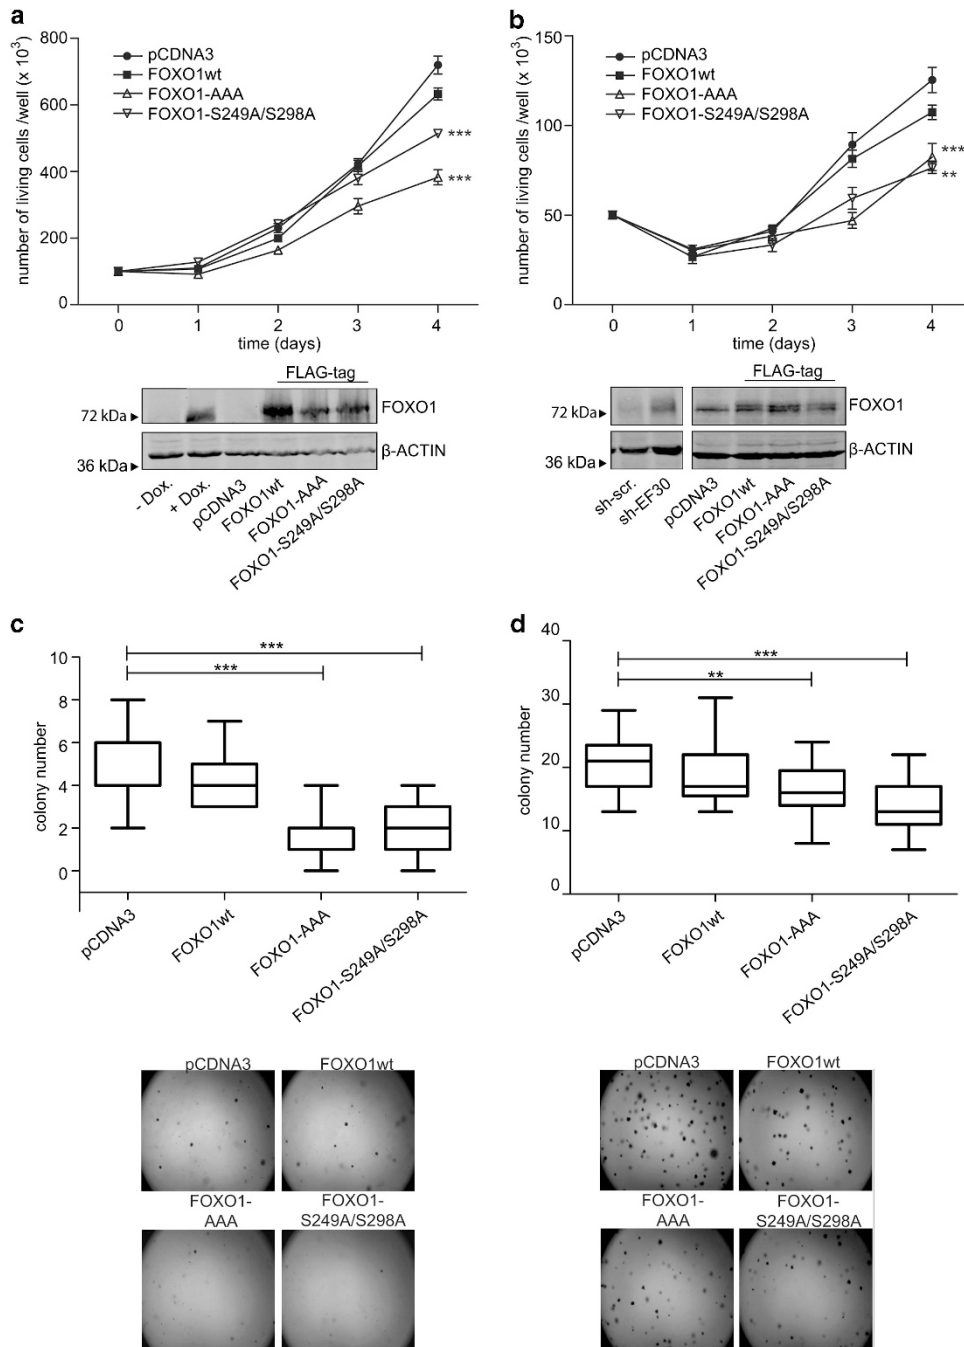 a
number of living cells /well (x 10³)
800
600
400
200
0
pCDNA3
FOXO1wt
FOXO1-AAA
FOXO1-S249A/S298A
***
***
0 1 2 3 4
time (days)
FLAG-tag
72 kDa
FOXO1
36 kDa
β-ACTIN
- Dox.
+ Dox.
pCDNA3
FOXO1wt
FOXO1-AAA
FOXO1-S249A/S298A
b
number of living cells /well (x 10³)
150
100
50
0
pCDNA3
FOXO1wt
FOXO1-AAA
FOXO1-S249A/S298A
***
**
0 1 2 3 4
time (days)
FLAG-tag
72 kDa
FOXO1
36 kDa
β-ACTIN
sh-scr.
sh-EF30
pCDNA3
FOXO1wt
FOXO1-AAA
FOXO1-S249A/S298A
c
colony number
10
8
6
4
2
0
***
***
pCDNA3
FOXO1wt
FOXO1-AAA
FOXO1-S249A/S298A
pCDNA3
FOXO1wt
FOXO1-
AAA
FOXO1-
S249A/S298A
d
colony number
40
30
20
10
0
***
**
pCDNA3
FOXO1wt
FOXO1-AAA
FOXO1-S249A/S298A
pCDNA3
FOXO1wt
FOXO1-
AAA
FOXO1-
S249A/S298A